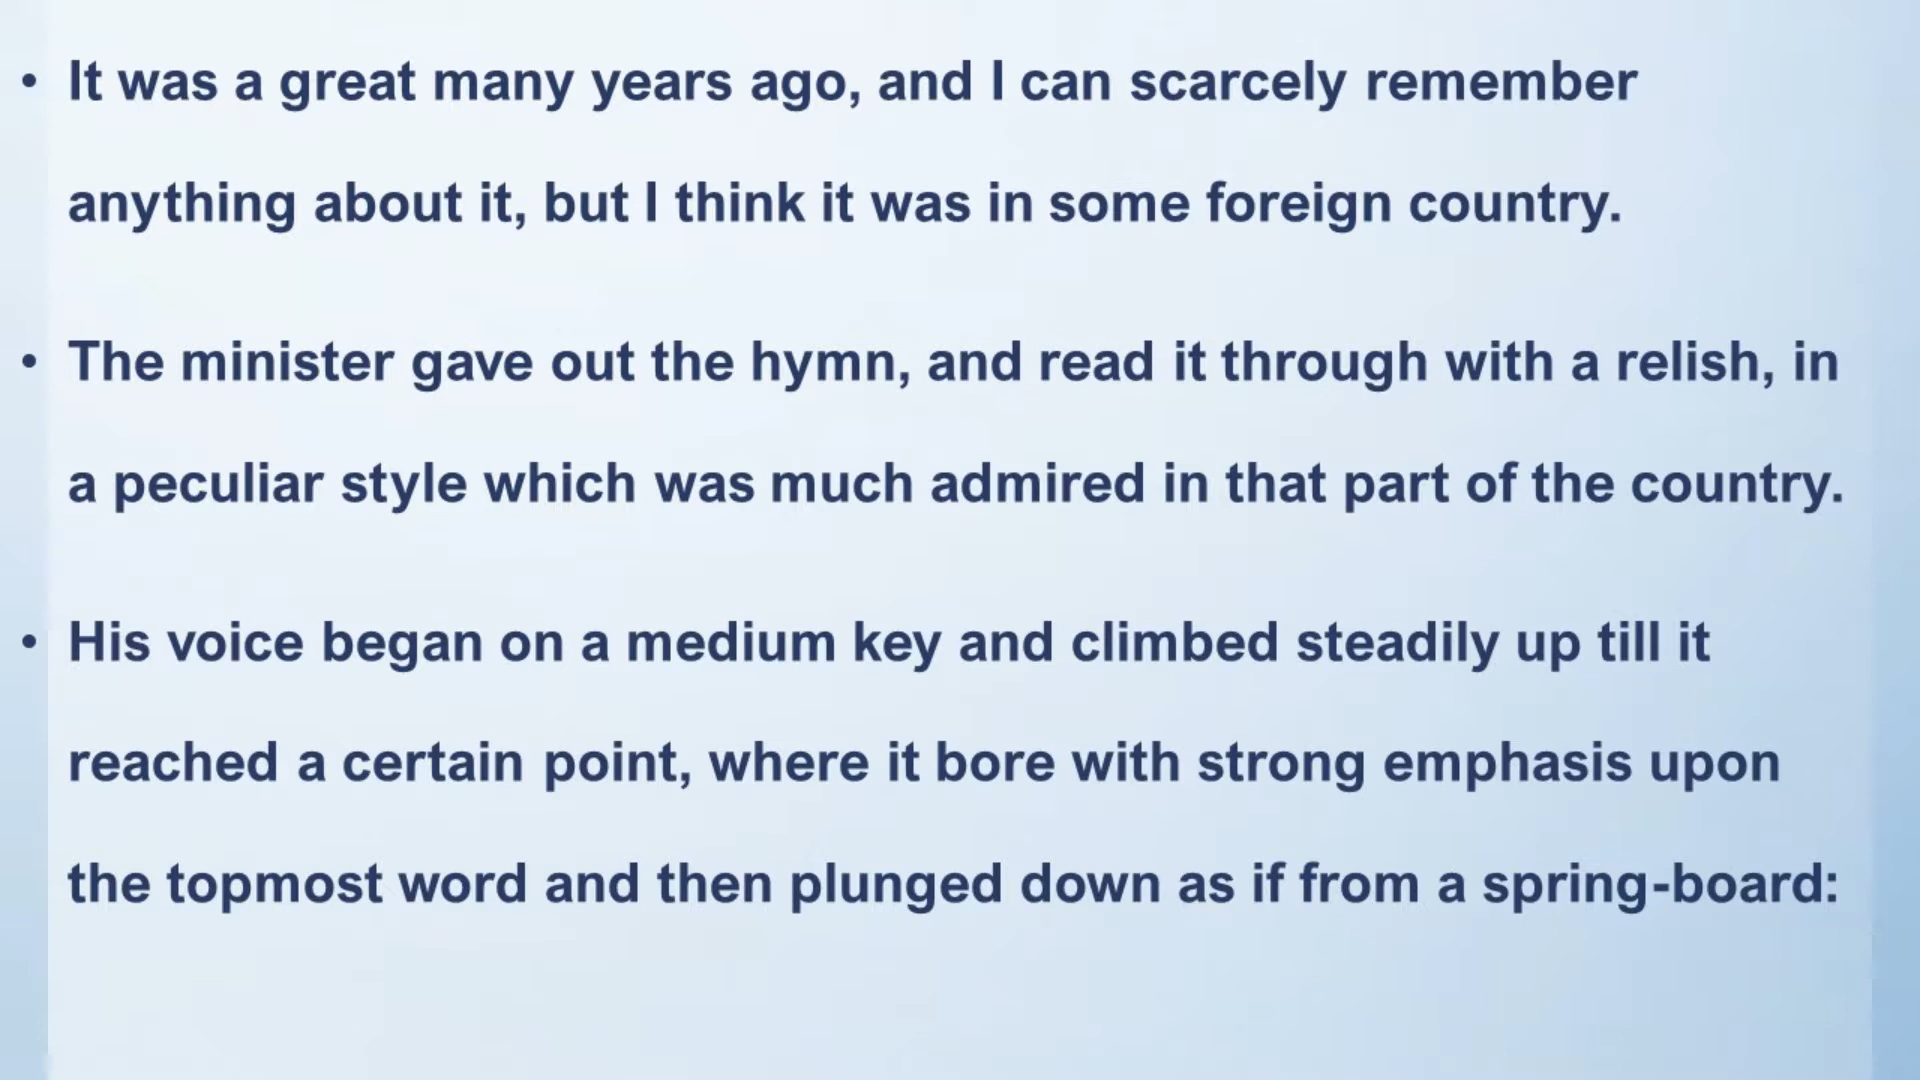 • It was a great many years ago, and I can scarcely remember
anything about it, but I think it was in some foreign country.
• The minister gave out the hymn, and read it through with a relish, in
a peculiar style which was much admired in that part of the country.
• His voice began on a medium key and climbed steadily up till it
reached a certain point, where it bore with strong emphasis upon
the topmost word and then plunged down as if from a spring-board: